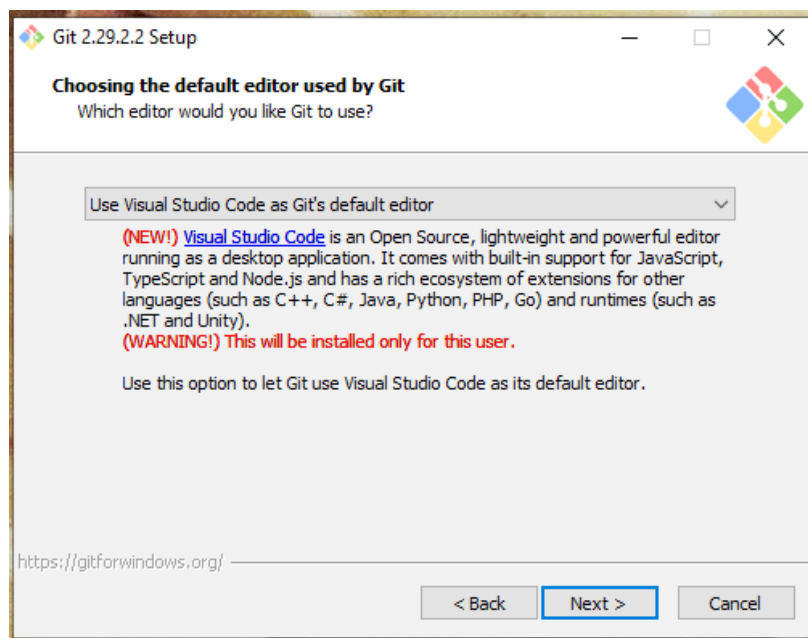 Git 2.29.2.2 Setup
Choosing the default editor used by Git
Which editor would you like Git to use?
Use Visual Studio Code as Git's default editor
(NEW!) Visual Studio Code is an Open Source, lightweight and powerful editor
running as a desktop application. It comes with built-in support for JavaScript,
TypeScript and Node.js and has a rich ecosystem of extensions for other
languages (such as C++, C#, Java, Python, PHP, Go) and runtimes (such as
.NET and Unity).
(WARNING!) This will be installed only for this user.
Use this option to let Git use Visual Studio Code as its default editor.
https://gitforwindows.org/
< Back
Next >
Cancel